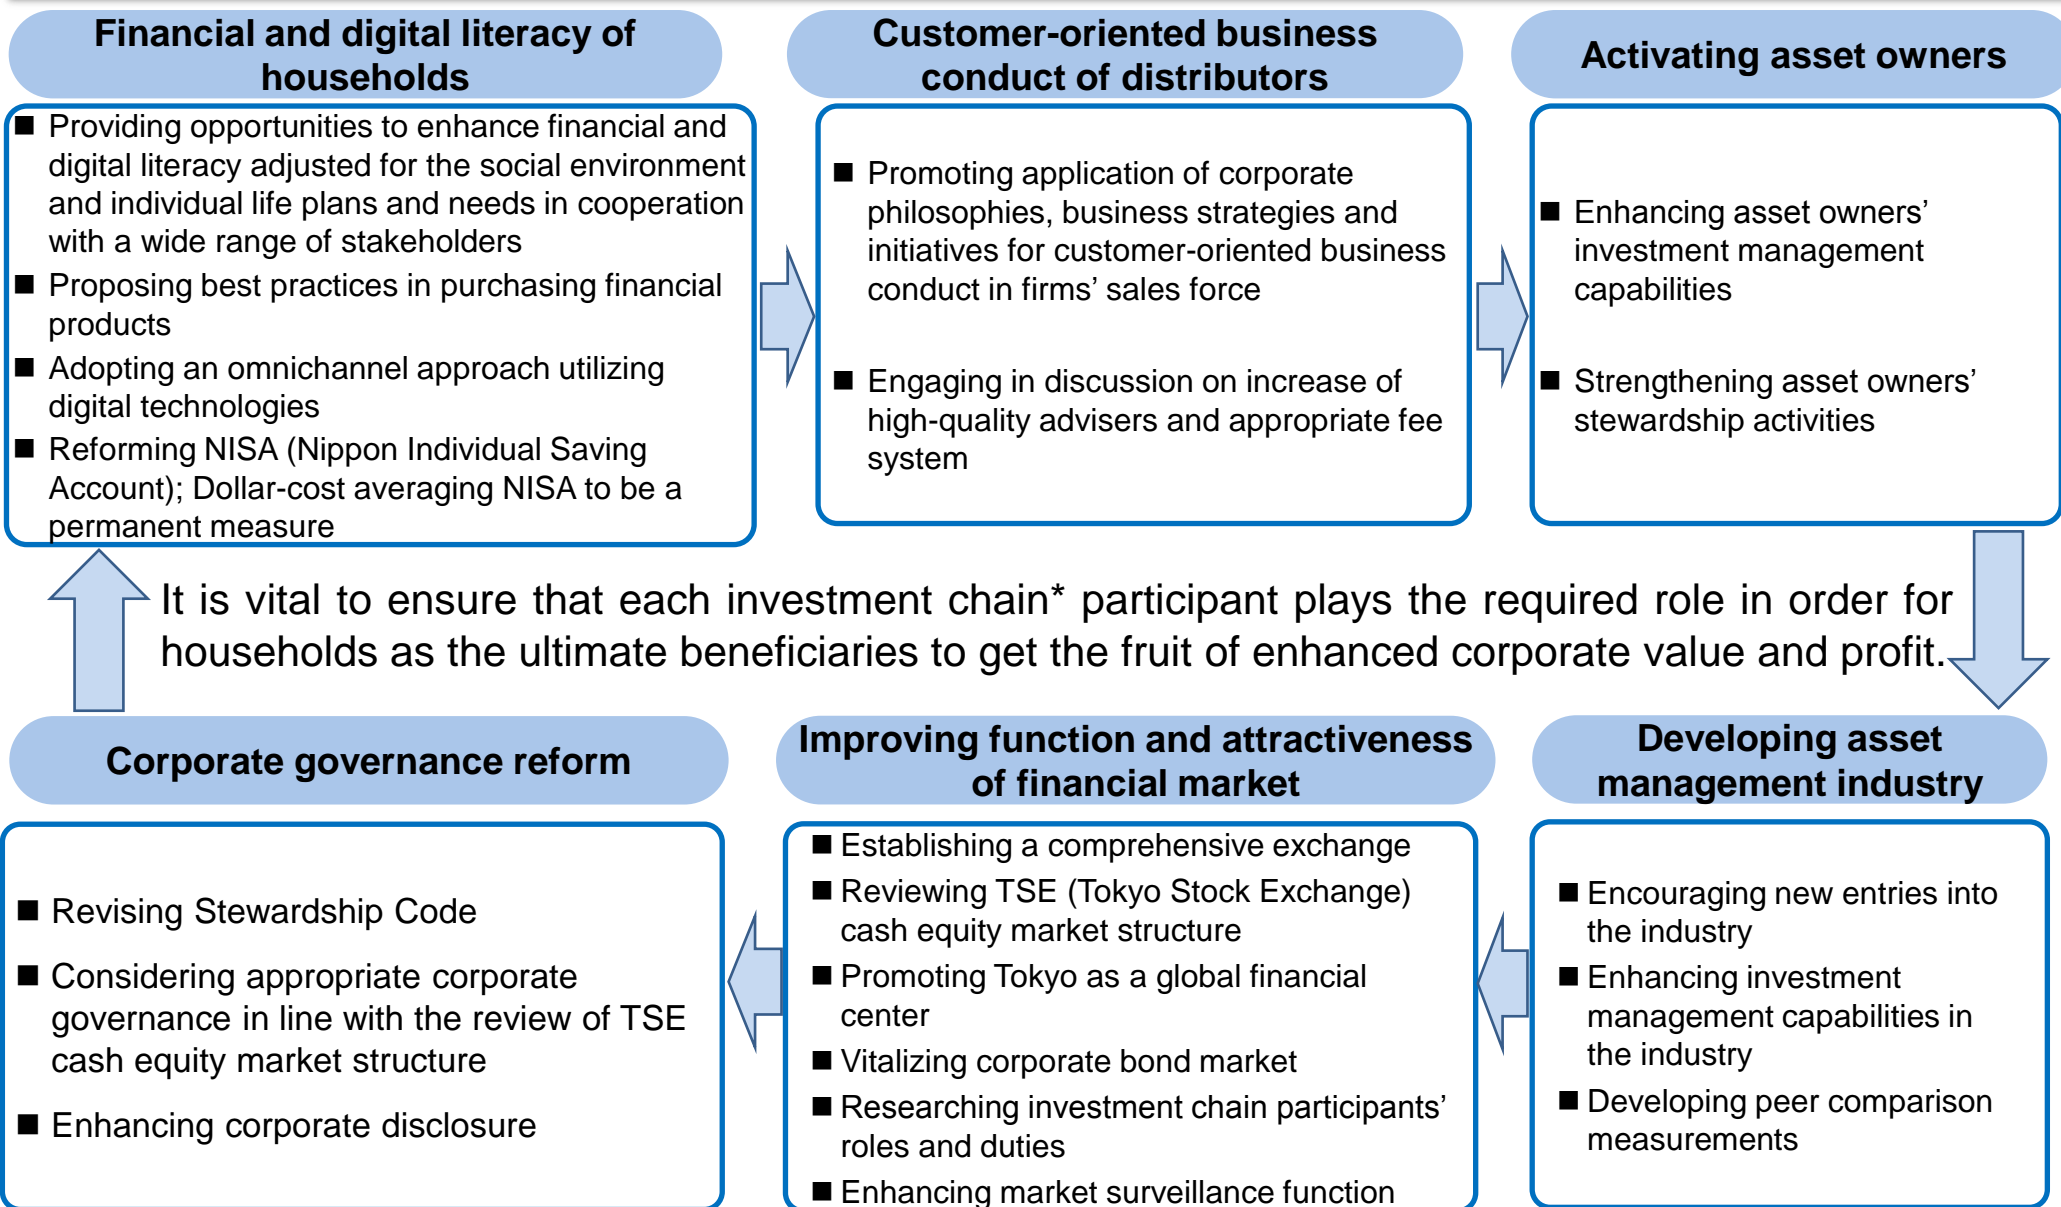 Financial and digital literacy of
households
■ Providing opportunities to enhance financial and
digital literacy adjusted for the social environment
and individual life plans and needs in cooperation
with a wide range of stakeholders
■ Proposing best practices in purchasing financial
products
■ Adopting an omnichannel approach utilizing
digital technologies
■ Reforming NISA (Nippon Individual Saving
Account); Dollar-cost averaging NISA to be a
permanent measure
Customer-oriented business
conduct of distributors
■ Promoting application of corporate
philosophies, business strategies and
initiatives for customer-oriented business
conduct in firms’ sales force
■ Engaging in discussion on increase of
high-quality advisers and appropriate fee
system
Activating asset owners
■ Enhancing asset owners’
investment management
capabilities
■ Strengthening asset owners’
stewardship activities
It is vital to ensure that each investment chain* participant plays the required role in order for
households as the ultimate beneficiaries to get the fruit of enhanced corporate value and profit.
Corporate governance reform
■ Revising Stewardship Code
■ Considering appropriate corporate
governance in line with the review of TSE
cash equity market structure
■ Enhancing corporate disclosure
Improving function and attractiveness
of financial market
■ Establishing a comprehensive exchange
■ Reviewing TSE (Tokyo Stock Exchange)
cash equity market structure
■ Promoting Tokyo as a global financial
center
■ Vitalizing corporate bond market
■ Researching investment chain participants’
roles and duties
■ Enhancing market surveillance function
Developing asset
management industry
■ Encouraging new entries into
the industry
■ Enhancing investment
management capabilities in
the industry
■ Developing peer comparison
measurements